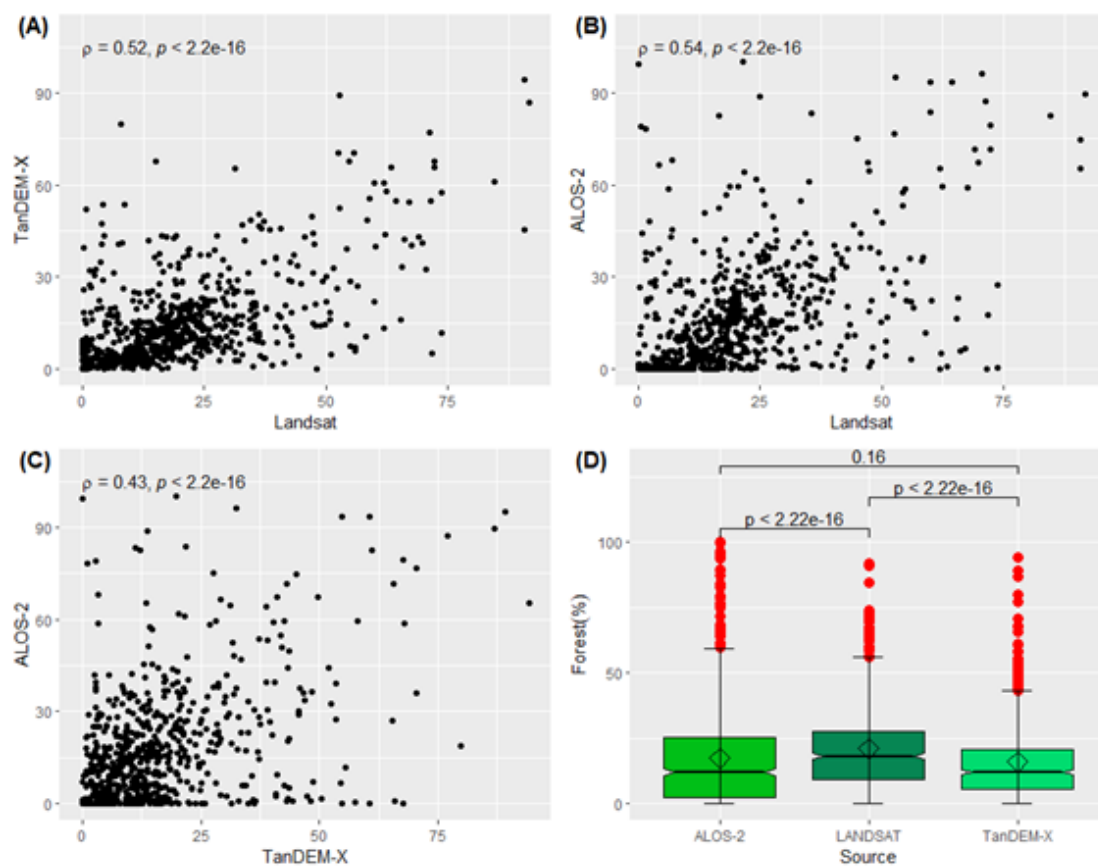 (A)
ρ = 0.52, p < 2.2e-16
90
60
30
0
TanDEM-X
0 25 50 75
Landsat
(B)
ρ = 0.54, p < 2.2e-16
90
60
30
0
ALOS-2
0 25 50 75
Landsat
(C)
ρ = 0.43, p < 2.2e-16
90
60
30
0
ALOS-2
0 25 50 75
TanDEM-X
(D)
0.16
p < 2.22e-16
p < 2.22e-16
100
50
0
Forest(%)
ALOS-2 LANDSAT TanDEM-X
Source